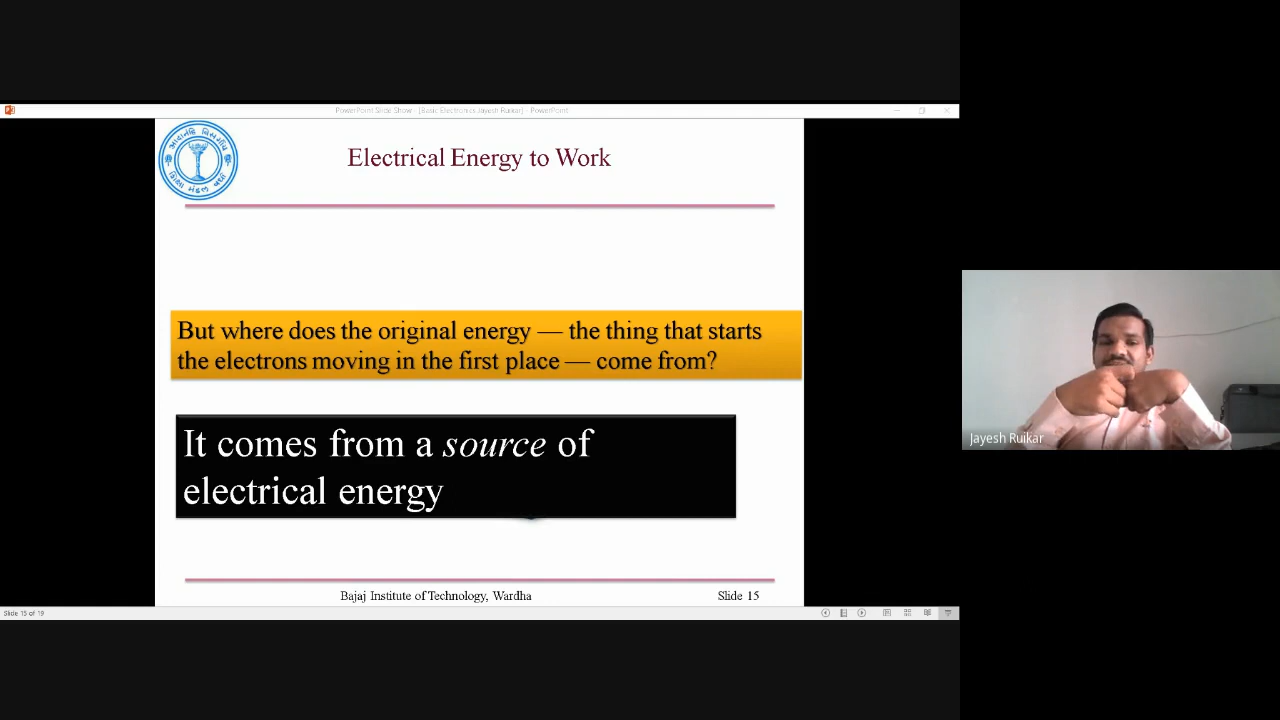 PowerPoint Slide Show - [Basic Electronics Jayesh Ruikar] - PowerPoint
Electrical Energy to Work
But where does the original energy — the thing that starts
the electrons moving in the first place — come from?
It comes from a source of
electrical energy
Jayesh Ruikar
Bajaj Institute of Technology, Wardha
Slide 15
Slide 15 of 19